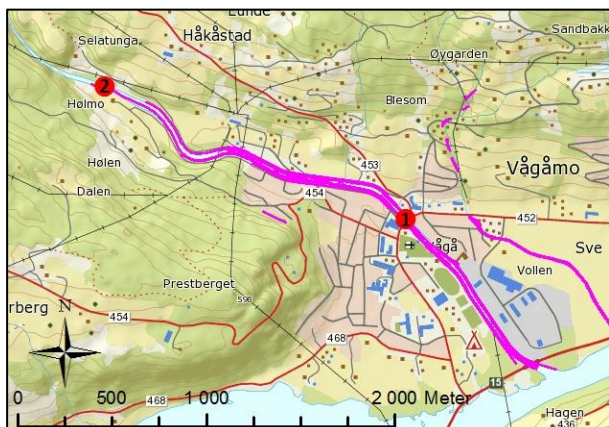 Lunde
Selatunga
Håkåstad
Sandbakk
Øygarden
2
Hølmo
Blesom
Hølen
453
Vågåmo
Dalen
454
1
452
Vågå
Sve
Vollen
Prestberget
596
rberg
N
454
468
0 500 1 000 2 000 Meter
15
468
Hagen
436